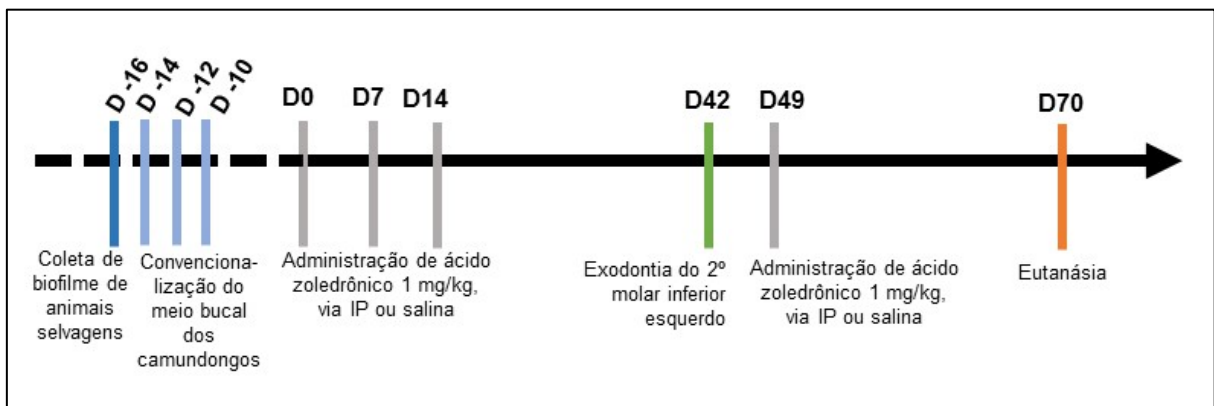 D -16
D -14
D -12
D -10
D0
D7
D14
D42
D49
D70
Coleta de
biofilme de
animais
selvagens
Convenciona-
lização do
meio bucal
dos
camundongos
Administração de ácido
zoledrônico 1 mg/kg,
via IP ou salina
Exodontia do 2º
molar inferior
esquerdo
Administração de ácido
zoledrônico 1 mg/kg,
via IP ou salina
Eutanásia